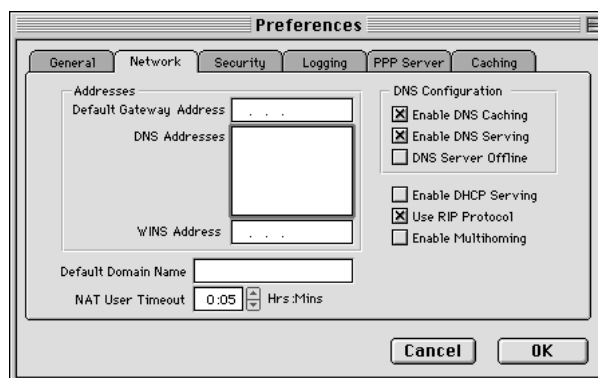 Preferences
General Network Security Logging PPP Server Caching
Addresses
Default Gateway Address . . .
DNS Addresses
WINS Address . . .
Default Domain Name
NAT User Timeout 0:05 Hrs:Mins
DNS Configuration
Enable DNS Caching
Enable DNS Serving
DNS Server Offline
Enable DHCP Serving
Use RIP Protocol
Enable Multihoming
Cancel OK